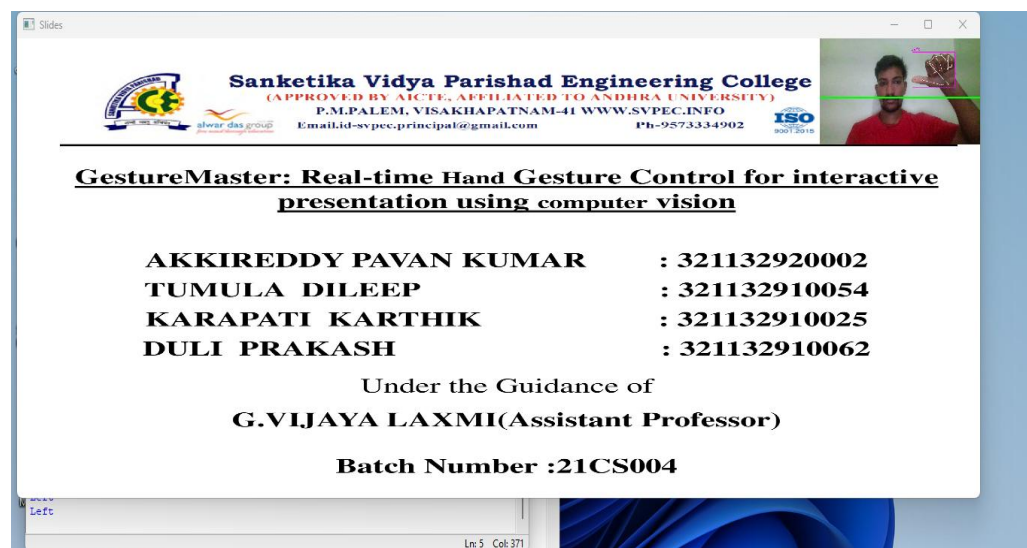 Slides
Sanketika Vidya Parishad Engineering College
(APPROVED BY AICTE, AFFILIATED TO ANDHRA UNIVERSITY)
P.M.PALEM, VISAKHAPATNAM-41 WWW.SVPEC.INFO
Email.id-svpec.principal@gmail.com Ph-9573334902
alwar das group
ISO
9001:2015
GestureMaster: Real-time Hand Gesture Control for interactive
presentation using computer vision
AKKIREDDY PAVAN KUMAR : 321132920002
TUMULA DILEEP : 321132910054
KARAPATI KARTHIK : 321132910025
DULI PRAKASH : 321132910062
Under the Guidance of
G.VIJAYA LAXMI(Assistant Professor)
Batch Number :21CS004
Left
Ln: 5 Col: 371